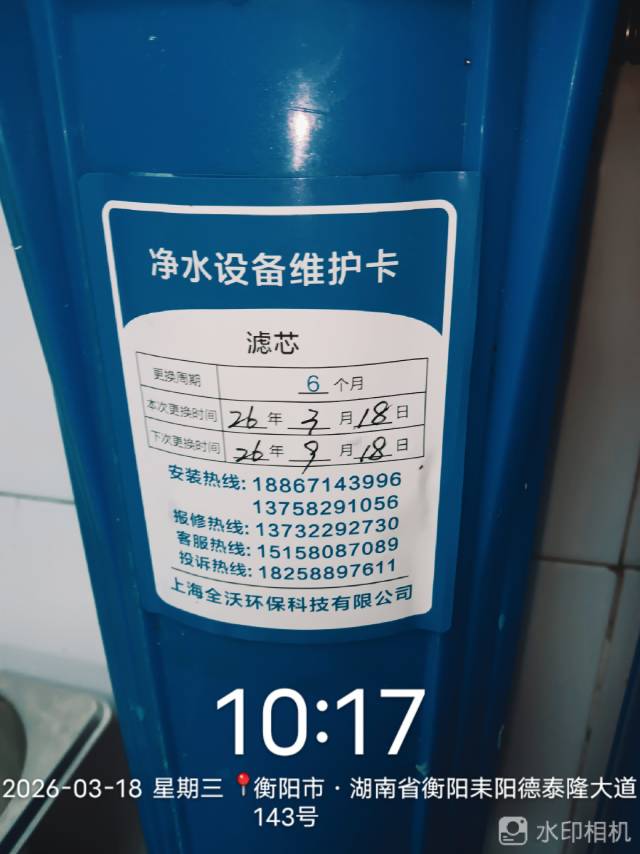 净水设备维护卡
滤芯
更换周期 6 个月
本次更换时间 26 年 3 月 18 日
下次更换时间 26 年 9 月 18 日
安装热线: 18867143996
13758291056
报修热线: 13732292730
客服热线: 15158087089
投诉热线: 18258897611
上海全沃环保科技有限公司
10:17
2026-03-18 星期三 衡阳市·湖南省衡阳耒阳德泰隆大道
143号
水印相机